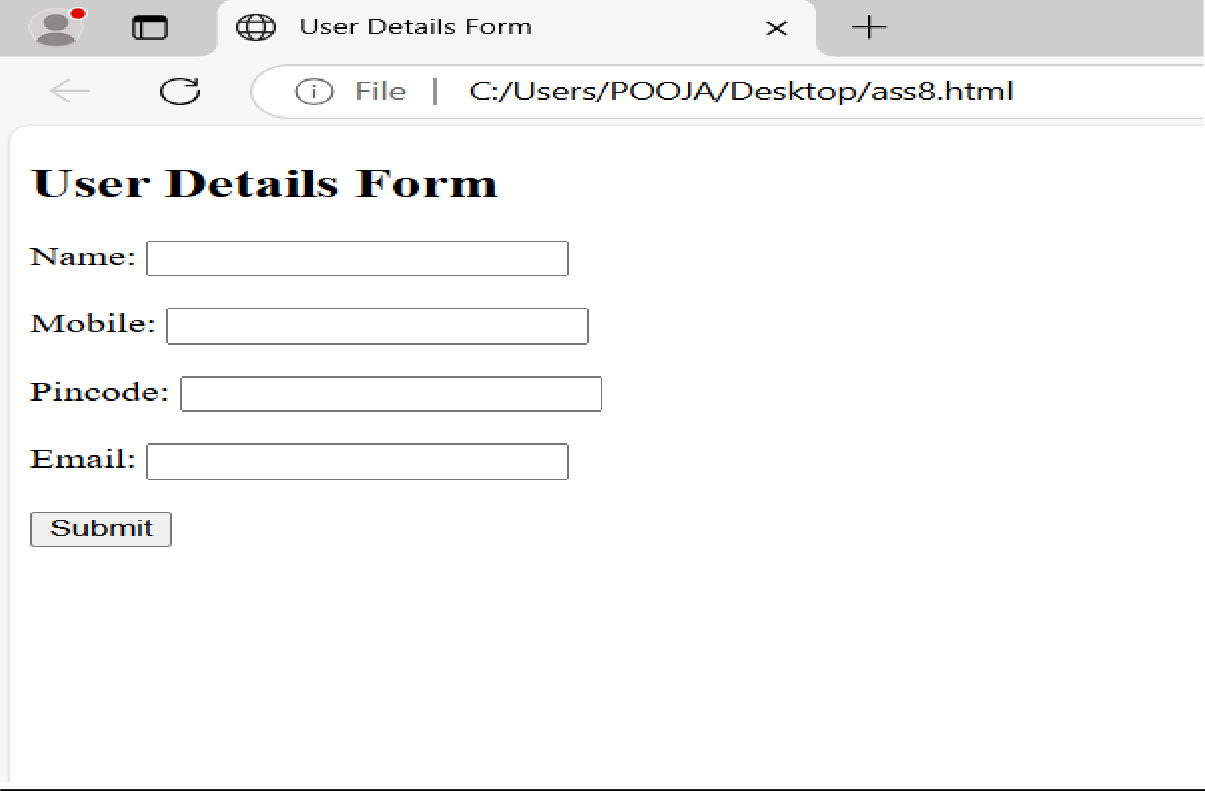 User Details Form
File | C:/Users/POOJA/Desktop/ass8.html
User Details Form
Name:
Mobile:
Pincode:
Email:
Submit